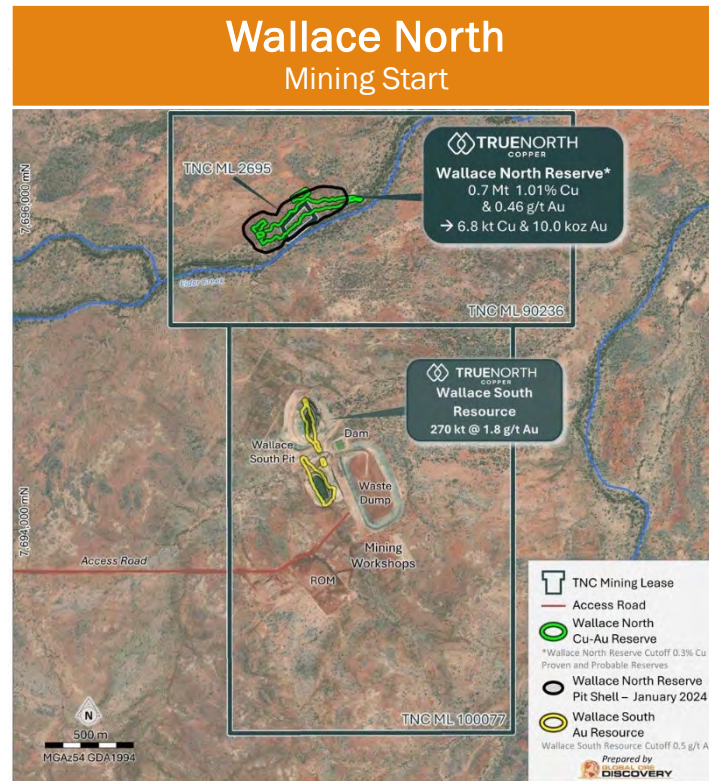 Wallace North
Mining Start
TNC ML 2695
TRUENORTH
COPPER
Wallace North Reserve*
0.7 Mt 1.01% Cu
& 0.46 g/t Au
→ 6.8 kt Cu & 10.0 koz Au
7,696,000 mN
TNC ML 90236
TRUENORTH
COPPER
Wallace South
Resource
270 kt @ 1.8 g/t Au
Wallace
South Pit
Dam
Waste
Dump
7,694,000 mN
Mining
Workshops
Access Road
ROM
TNC Mining Lease
Access Road
Wallace North
Cu-Au Reserve
*Wallace North Reserve Cutoff 0.3% Cu
Proven and Probable Reserves
Wallace North Reserve
Pit Shell – January 2024
Wallace South
Au Resource
Wallace South Resource Cutoff 0.5 g/t A
TNC ML 100077
N
500 m
MGAz54 GDA1994
Prepared by
GLOBAL ORE
DISCOVERY